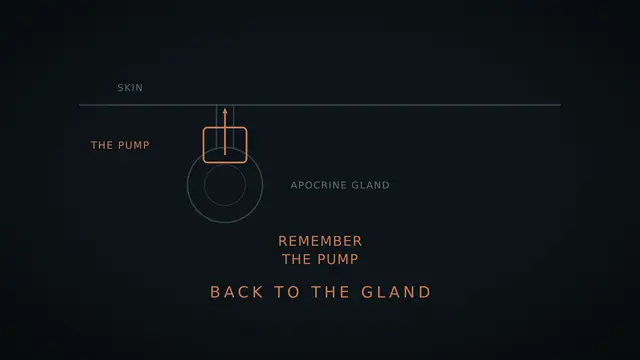 SKIN
THE PUMP
APOCRINE GLAND
REMEMBER
THE PUMP
BACK TO THE GLAND